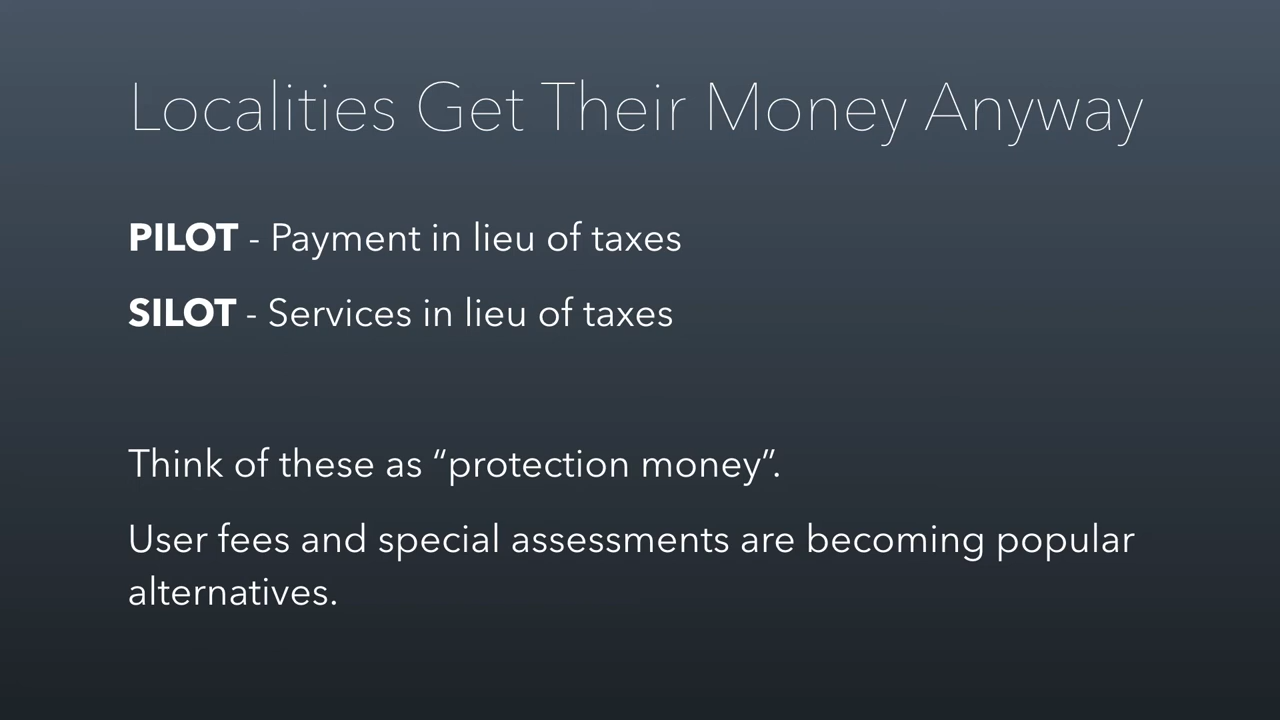 Localities Get Their Money Anyway
PILOT - Payment in lieu of taxes
SILOT - Services in lieu of taxes
Think of these as “protection money”.
User fees and special assessments are becoming popular
alternatives.